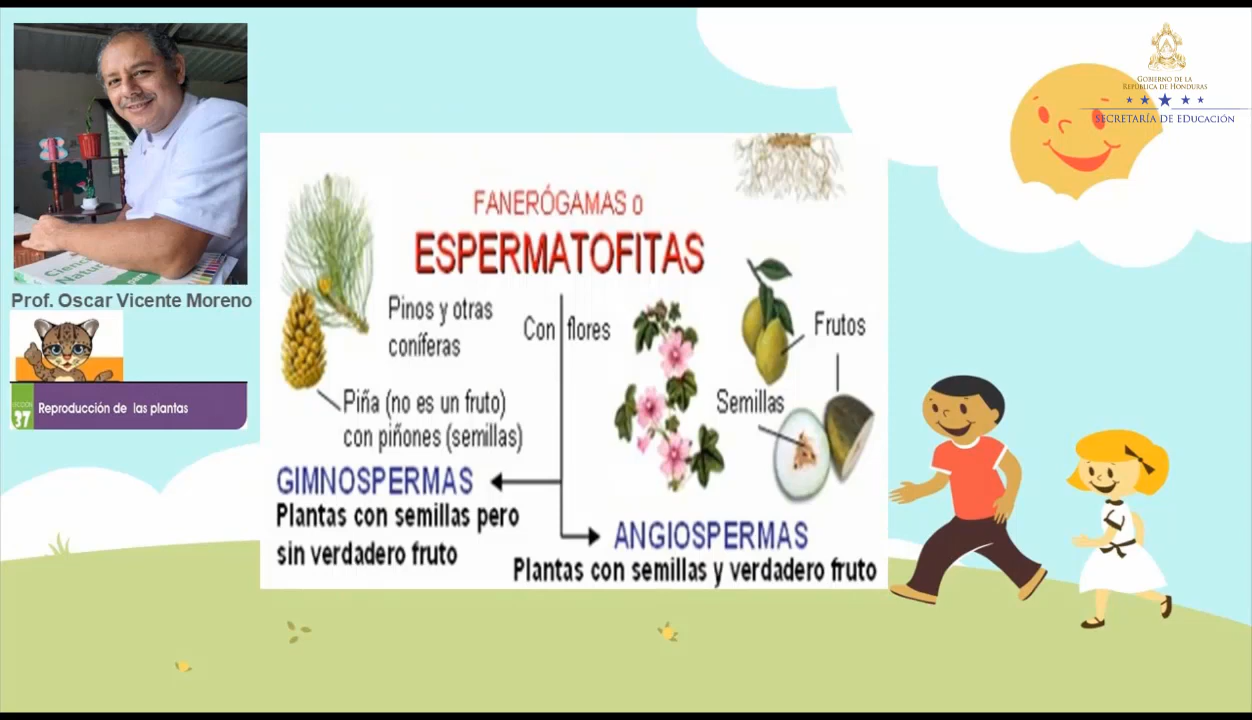 GOBIERNO DE LA
REPÚBLICA DE HONDURAS
SECRETARÍA DE EDUCACIÓN
Prof. Oscar Vicente Moreno
LECCIÓN
37
Reproducción de las plantas
FANERÓGAMAS o
ESPERMATOFITAS
Pinos y otras
coníferas
Con flores
Frutos
Piña (no es un fruto)
con piñones (semillas)
Semillas
GIMNOSPERMAS
Plantas con semillas pero
sin verdadero fruto
ANGIOSPERMAS
Plantas con semillas y verdadero fruto